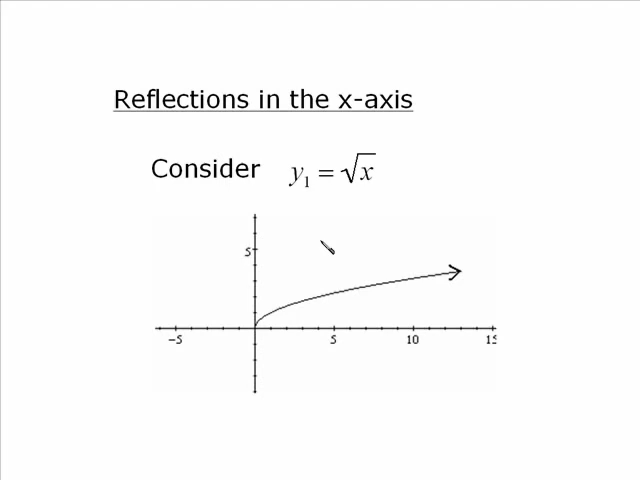 Reflections in the x-axis
Consider y₁ = √x
5
−5 5 10 15